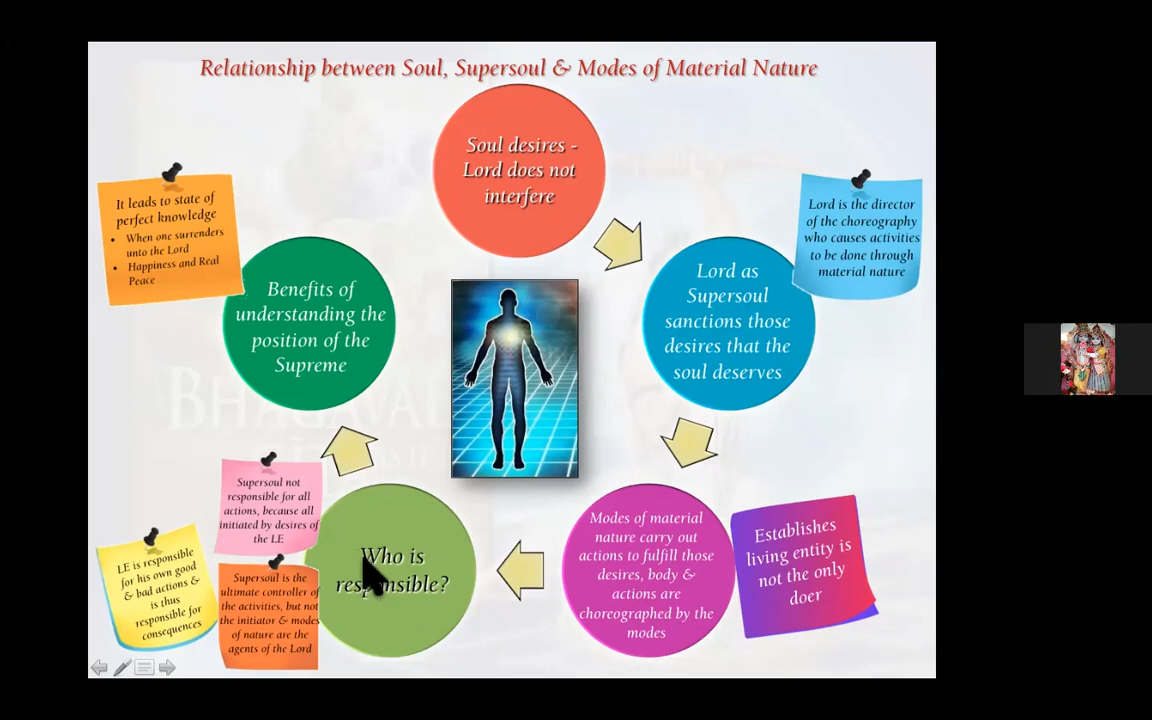 Relationship between Soul, Supersoul & Modes of Material Nature
Soul desires -
Lord does not
interfere
Lord as
Supersoul
sanctions those
desires that the
soul deserves
Lord is the director
of the choreography
who causes activities
to be done through
material nature
Modes of material
nature carry out
actions to fulfill those
desires, body &
actions are
choreographed by the
modes
Establishes
living entity is
not the only
doer
Who is
responsible?
Supersoul not
responsible for all
actions, because all
initiated by desires of
the LE
LE is responsible
for his own good
& bad actions &
is thus
responsible for
consequences
Supersoul is the
ultimate controller of
the activities, but not
the initiator & modes
of nature are the
agents of the Lord
Benefits of
understanding the
position of the
Supreme
It leads to state of
perfect knowledge
• When one surrenders
unto the Lord
• Happiness and Real
Peace